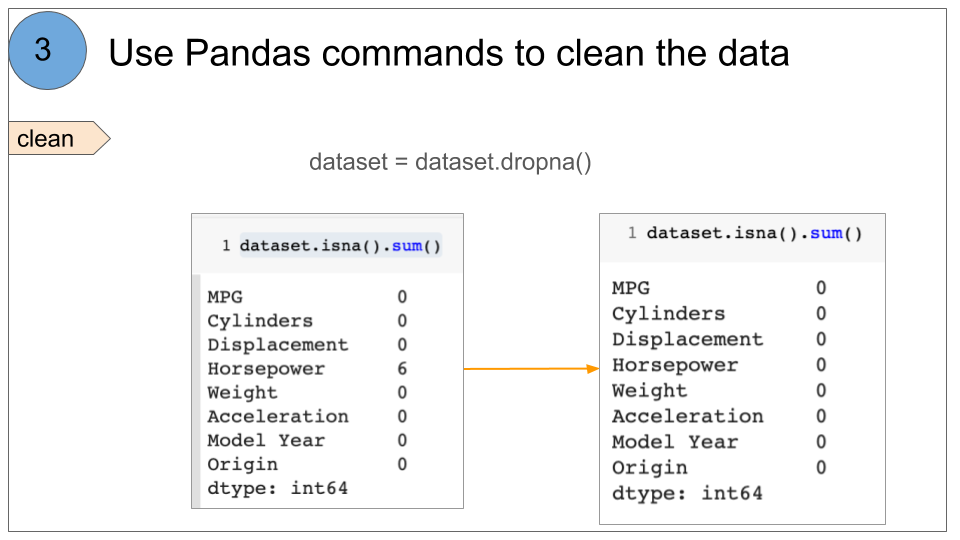 3
Use Pandas commands to clean the data
clean
dataset = dataset.dropna()
1 dataset.isna().sum()
MPG 0
Cylinders 0
Displacement 0
Horsepower 6
Weight 0
Acceleration 0
Model Year 0
Origin 0
dtype: int64
1 dataset.isna().sum()
MPG 0
Cylinders 0
Displacement 0
Horsepower 0
Weight 0
Acceleration 0
Model Year 0
Origin 0
dtype: int64